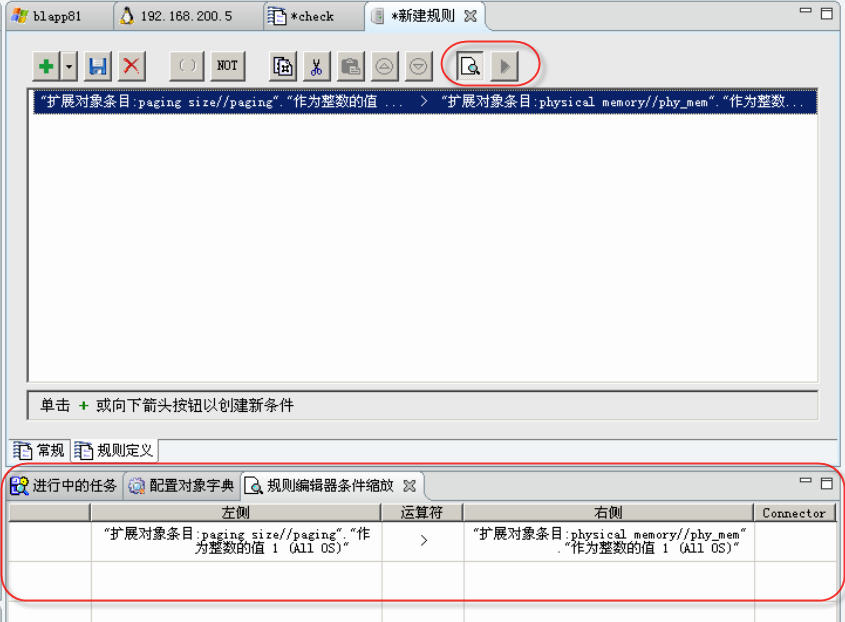 blapp81 192.168.200.5 *check *新建规则
( ) NOT
"扩展对象条目:paging size//paging"."作为整数的值 ... > "扩展对象条目:physical memory//phy_mem"."作为整数...
单击 + 或向下箭头按钮以创建新条件
常规 规则定义
进行中的任务 配置对象字典 规则编辑器条件缩放
左侧 运算符 右侧 Connector
"扩展对象条目:paging size//paging"."作 > "扩展对象条目:physical memory//phy_mem"
为整数的值 1 (All OS)" ."作为整数的值 1 (All OS)"